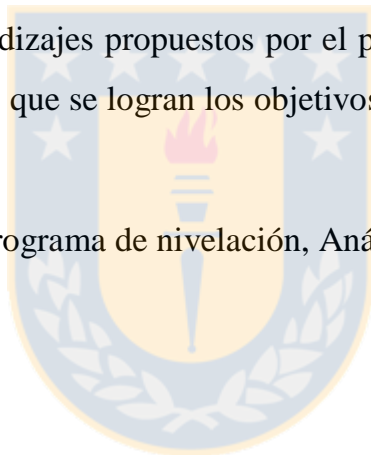 dizajes propuestos por el p
que se logran los objetivos
rograma de nivelación, Aná